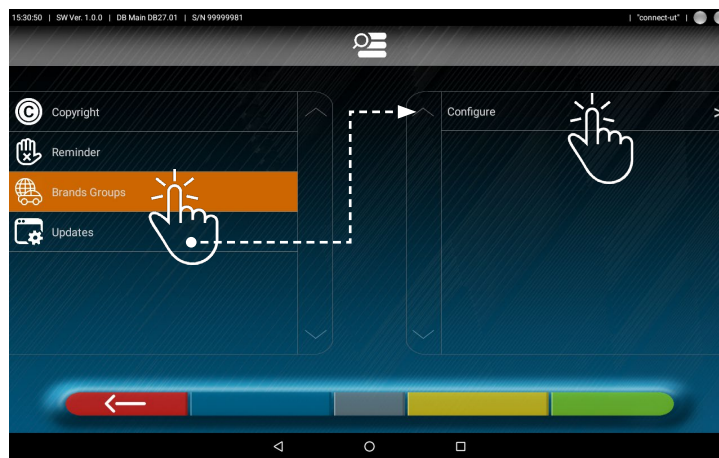 15:30:50 | SW Ver. 1.0.0 | DB Main DB27.01 | S/N 99999981 | "connect-ut" |
Copyright
Reminder
Brands Groups
Updates
Configure >